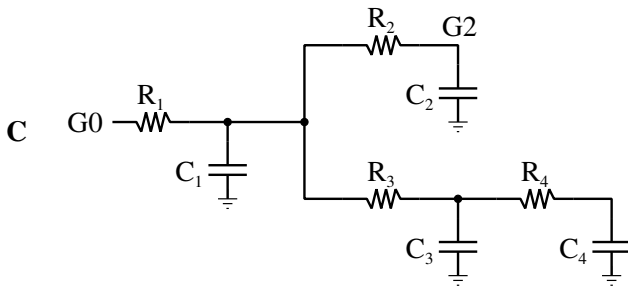 R₂ G2
R₁
C G0 C₂
C₁ R₃ R₄
C₃ C₄